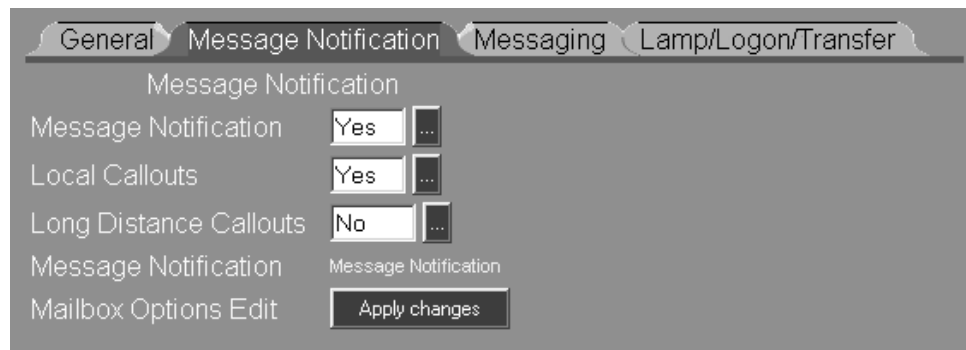 General Message Notification Messaging Lamp/Logon/Transfer
Message Notification
Message Notification Yes ...
Local Callouts Yes ...
Long Distance Callouts No ...
Message Notification Message Notification
Mailbox Options Edit Apply changes